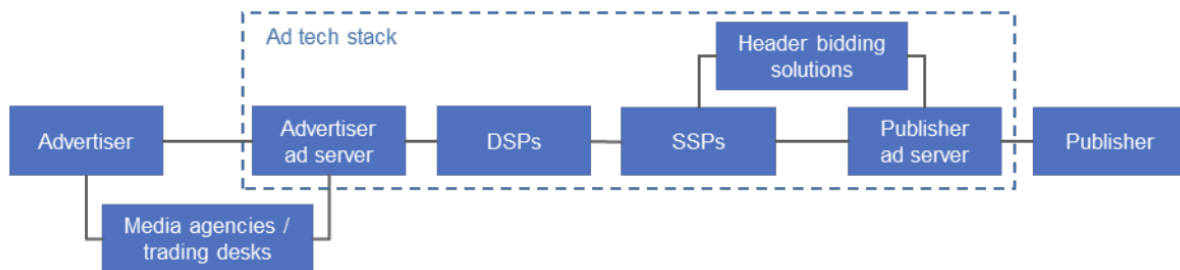 Ad tech stack
Header bidding
solutions
Advertiser
Advertiser
ad server
DSPs
SSPs
Publisher
ad server
Publisher
Media agencies /
trading desks